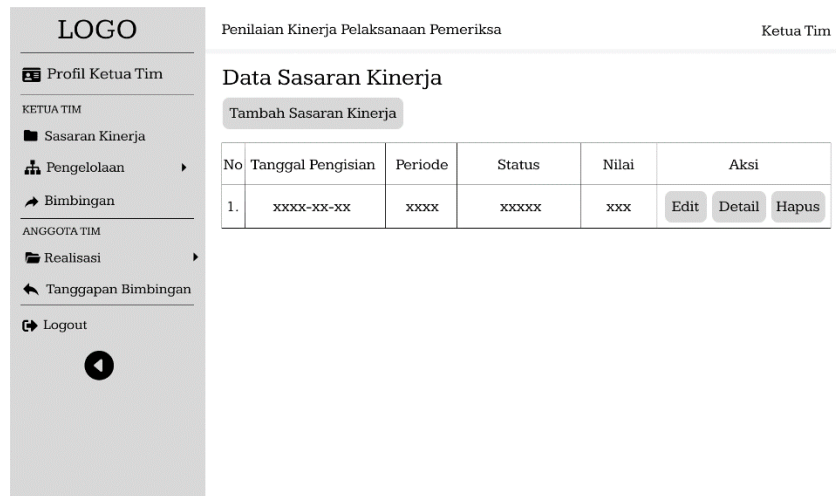 LOGO
Profil Ketua Tim
KETUA TIM
Sasaran Kinerja
Pengelolaan
Bimbingan
ANGGOTA TIM
Realisasi
Tanggapan Bimbingan
Logout
Penilaian Kinerja Pelaksanaan Pemeriksa Ketua Tim
Data Sasaran Kinerja
Tambah Sasaran Kinerja
No Tanggal Pengisian Periode Status Nilai Aksi
1. xxxx-xx-xx xxxx xxxxx xxx Edit Detail Hapus